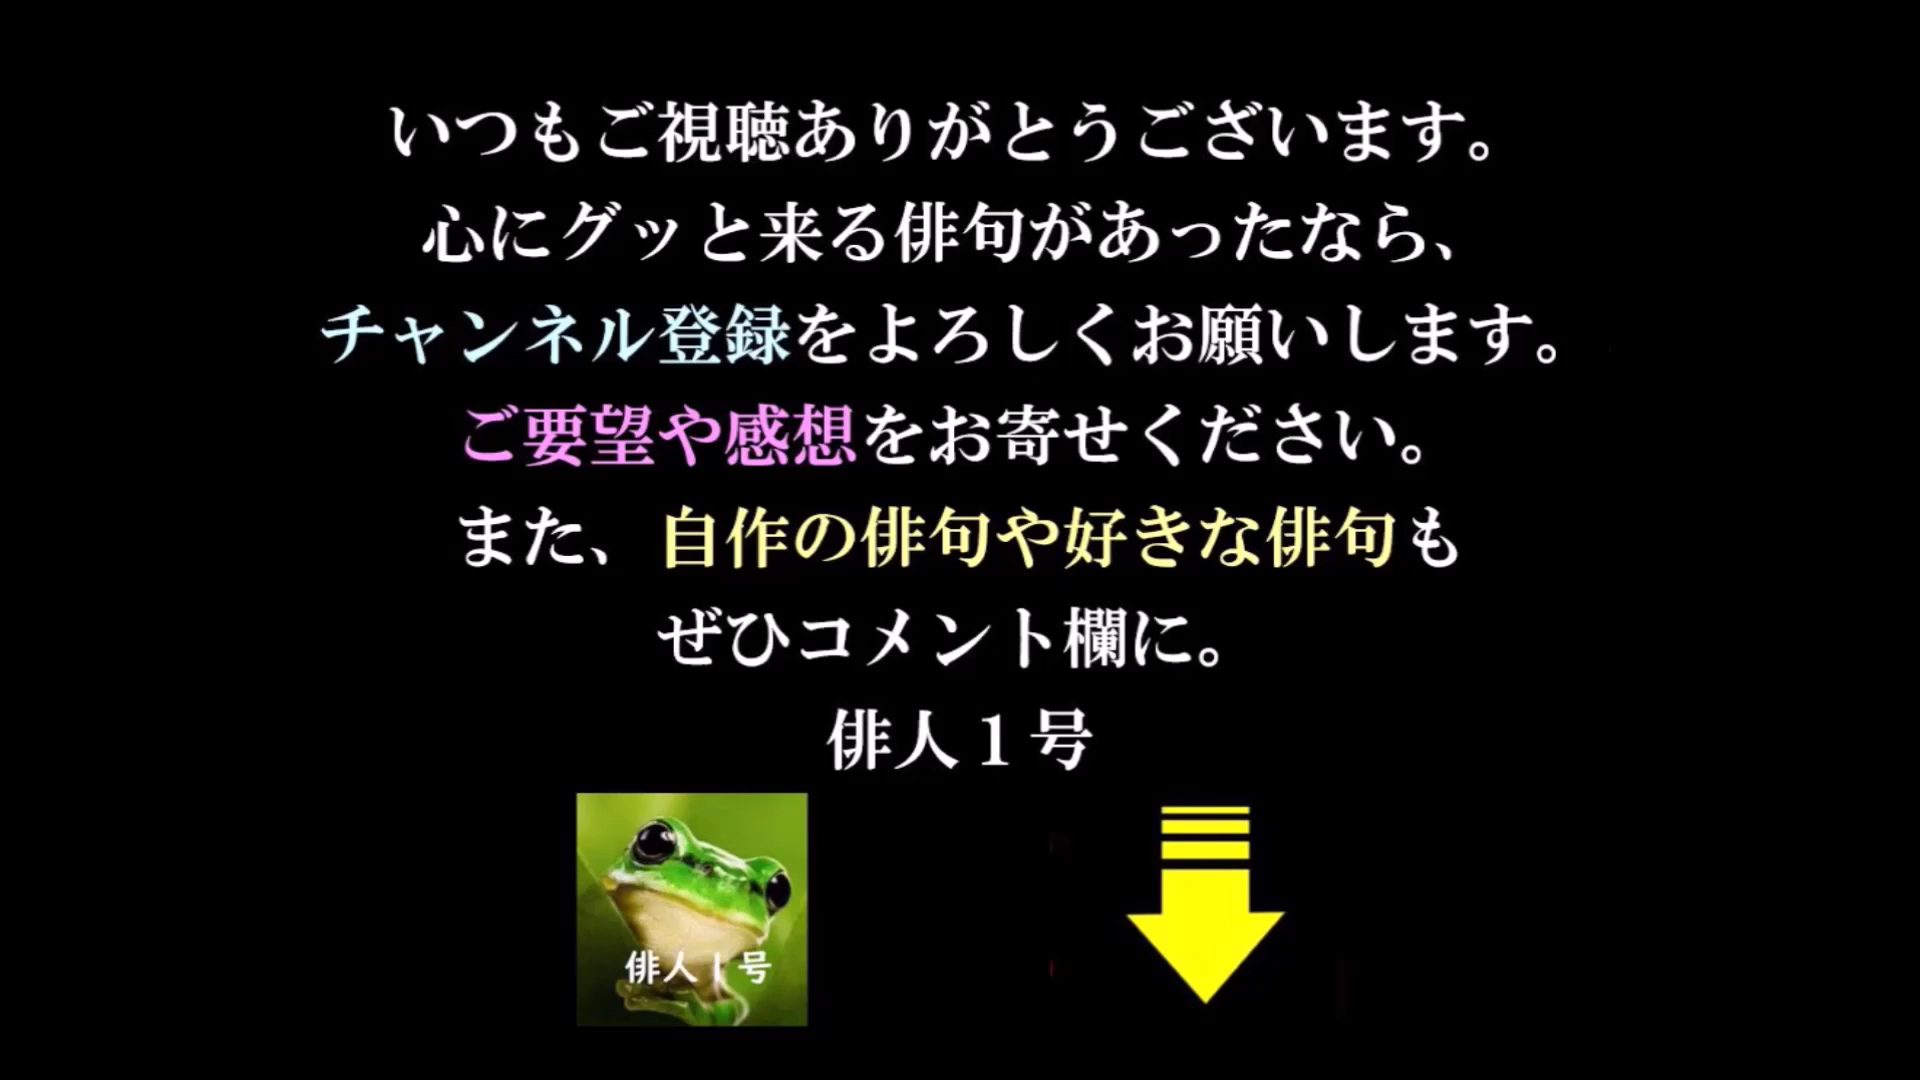 いつもご視聴ありがとうございます。
心にグッと来る俳句があったなら、
チャンネル登録をよろしくお願いします。
ご要望や感想をお寄せください。
また、自作の俳句や好きな俳句も
ぜひコメント欄に。
俳人１号
俳人１号